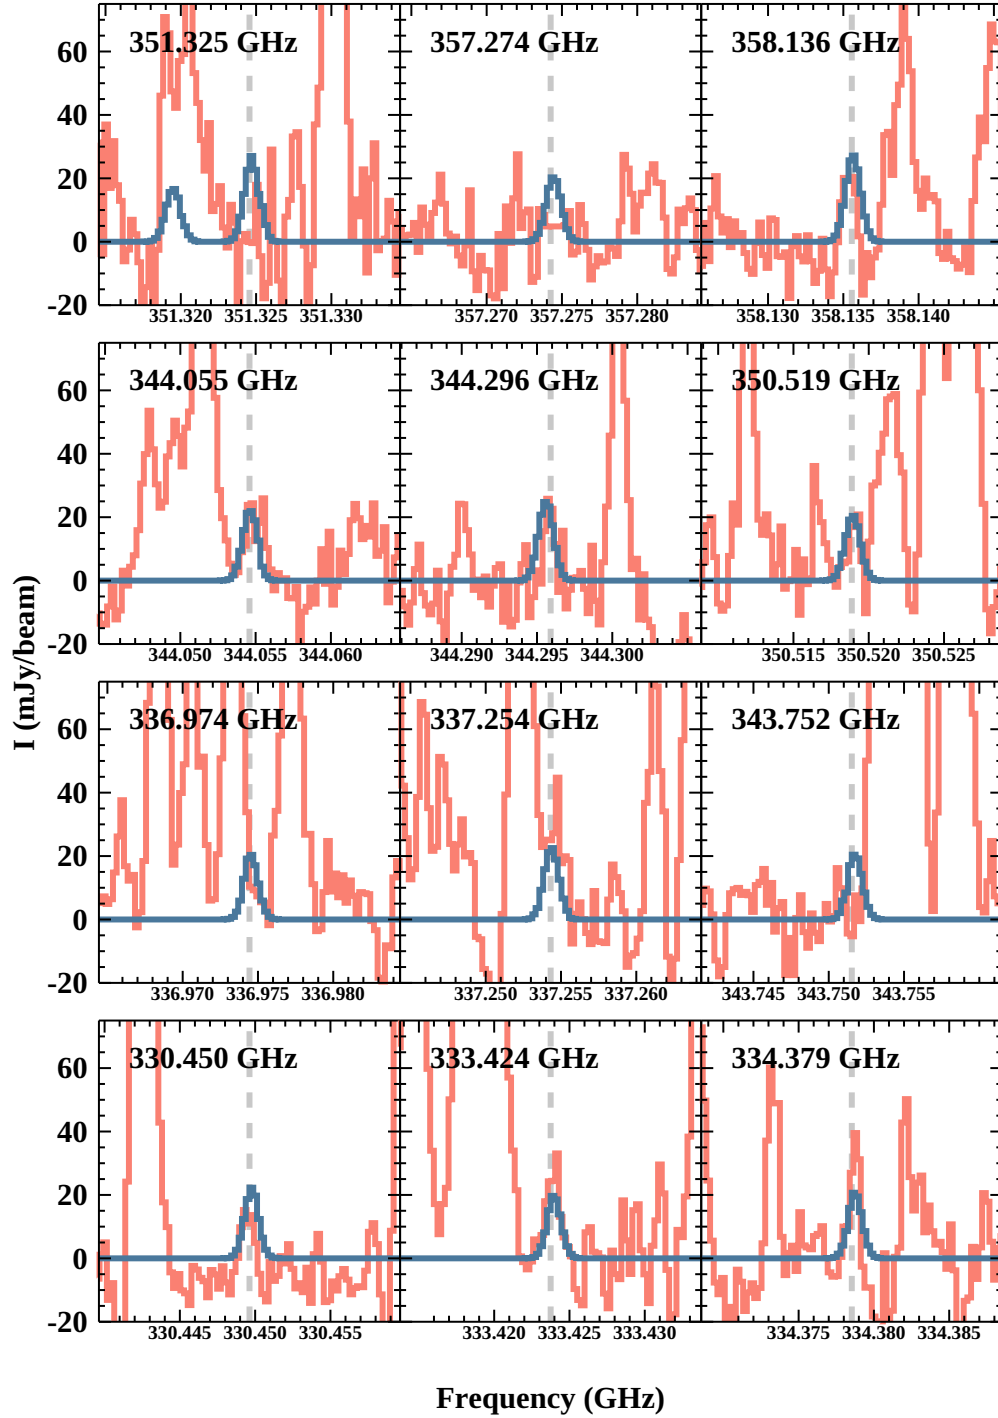 351.325 GHz 357.274 GHz 358.136 GHz
60
40
20
0
-20
351.320 351.325 351.330 357.270 357.275 357.280 358.130 358.135 358.140
344.055 GHz 344.296 GHz 350.519 GHz
60
40
20
0
-20
344.050 344.055 344.060 344.290 344.295 344.300 350.515 350.520 350.525
I (mJy/beam)
336.974 GHz 337.254 GHz 343.752 GHz
60
40
20
0
-20
336.970 336.975 336.980 337.250 337.255 337.260 343.745 343.750 343.755
330.450 GHz 333.424 GHz 334.379 GHz
60
40
20
0
-20
330.445 330.450 330.455 333.420 333.425 333.430 334.375 334.380 334.385
Frequency (GHz)